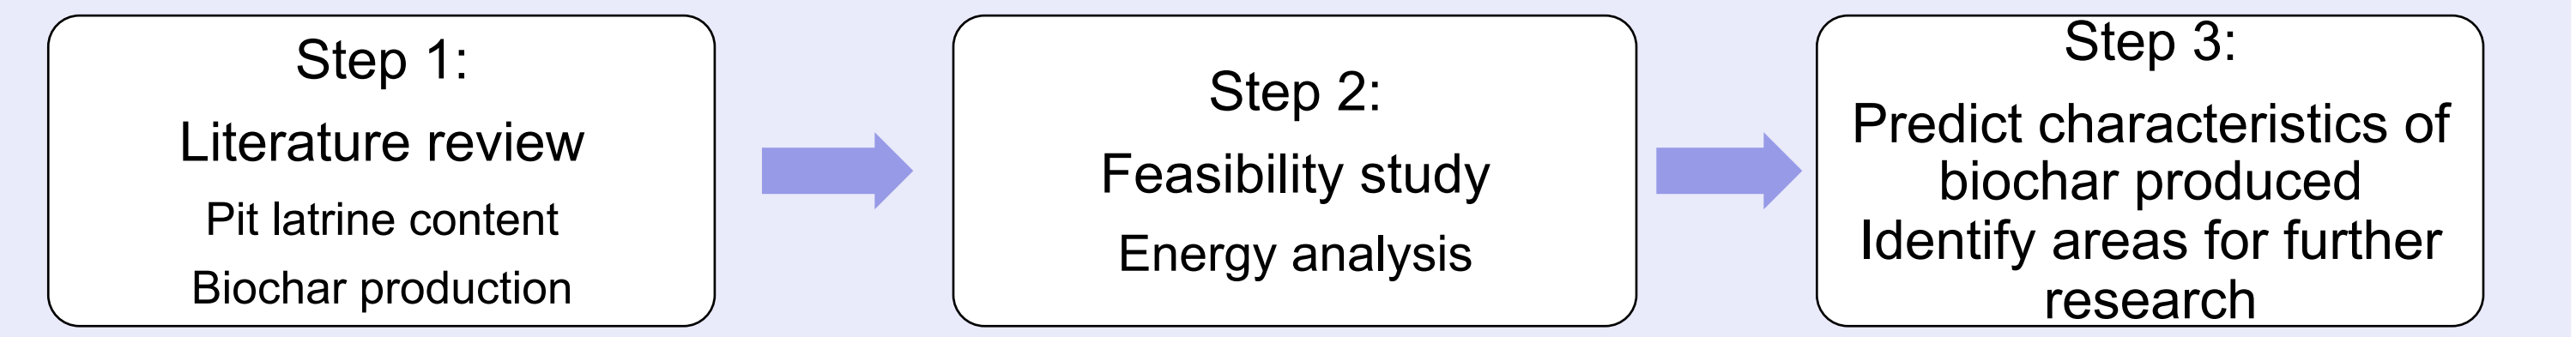 Step 1:
Literature review
Pit latrine content
Biochar production
Step 2:
Feasibility study
Energy analysis
Step 3:
Predict characteristics of
biochar produced
Identify areas for further
research